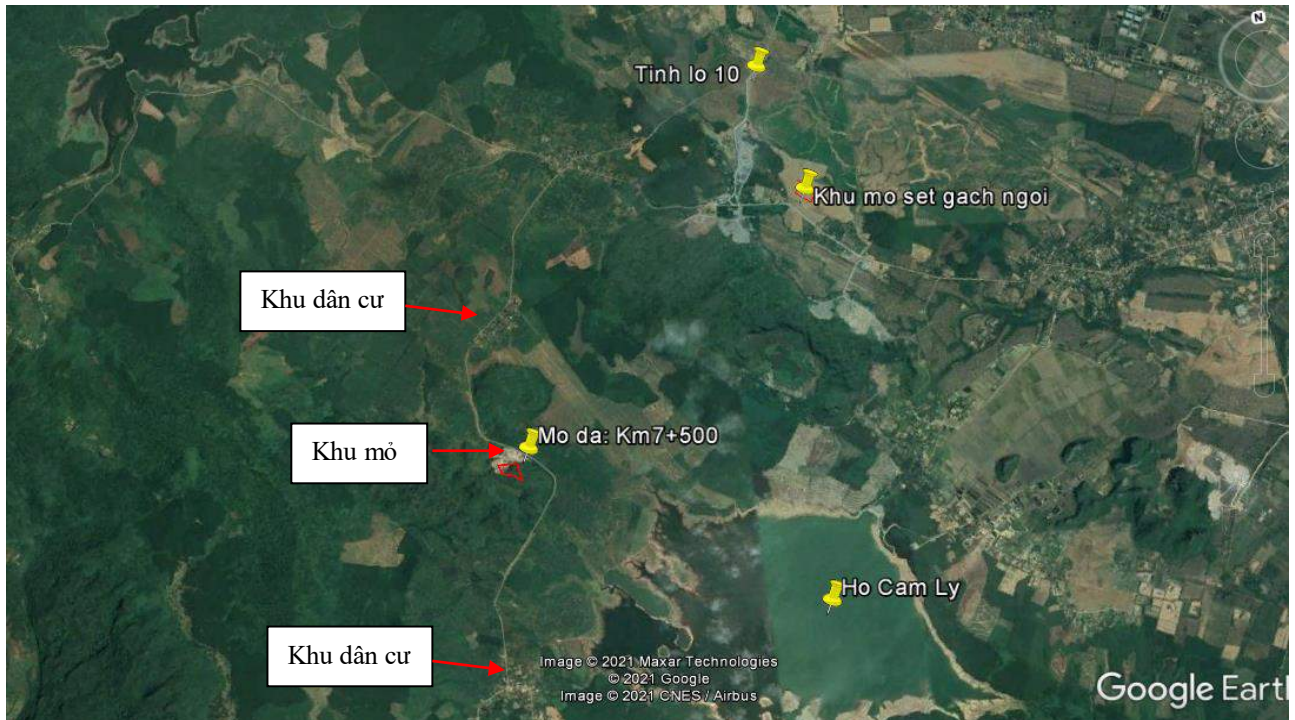 N
Tinh lo 10
Khu mo set gach ngoi
Khu dân cư
Mo da: Km7+500
Khu mỏ
Ho Cam Ly
Khu dân cư
Image © 2021 Maxar Technologies
© 2021 Google
Image © 2021 CNES / Airbus
Google Earth